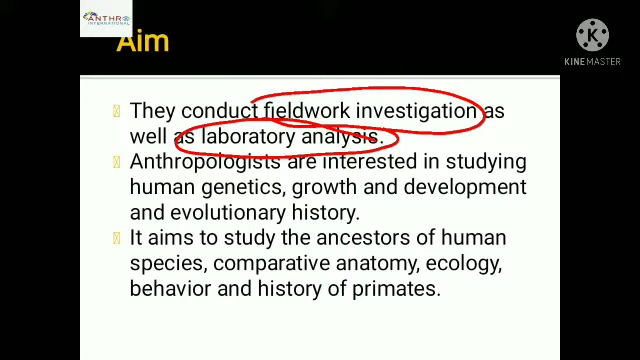 ANTHRO
INTERNATIONAL
Aim
K
KINEMASTER
They conduct fieldwork investigation as
well as laboratory analysis.
Anthropologists are interested in studying
human genetics, growth and development
and evolutionary history.
It aims to study the ancestors of human
species, comparative anatomy, ecology,
behavior and history of primates.